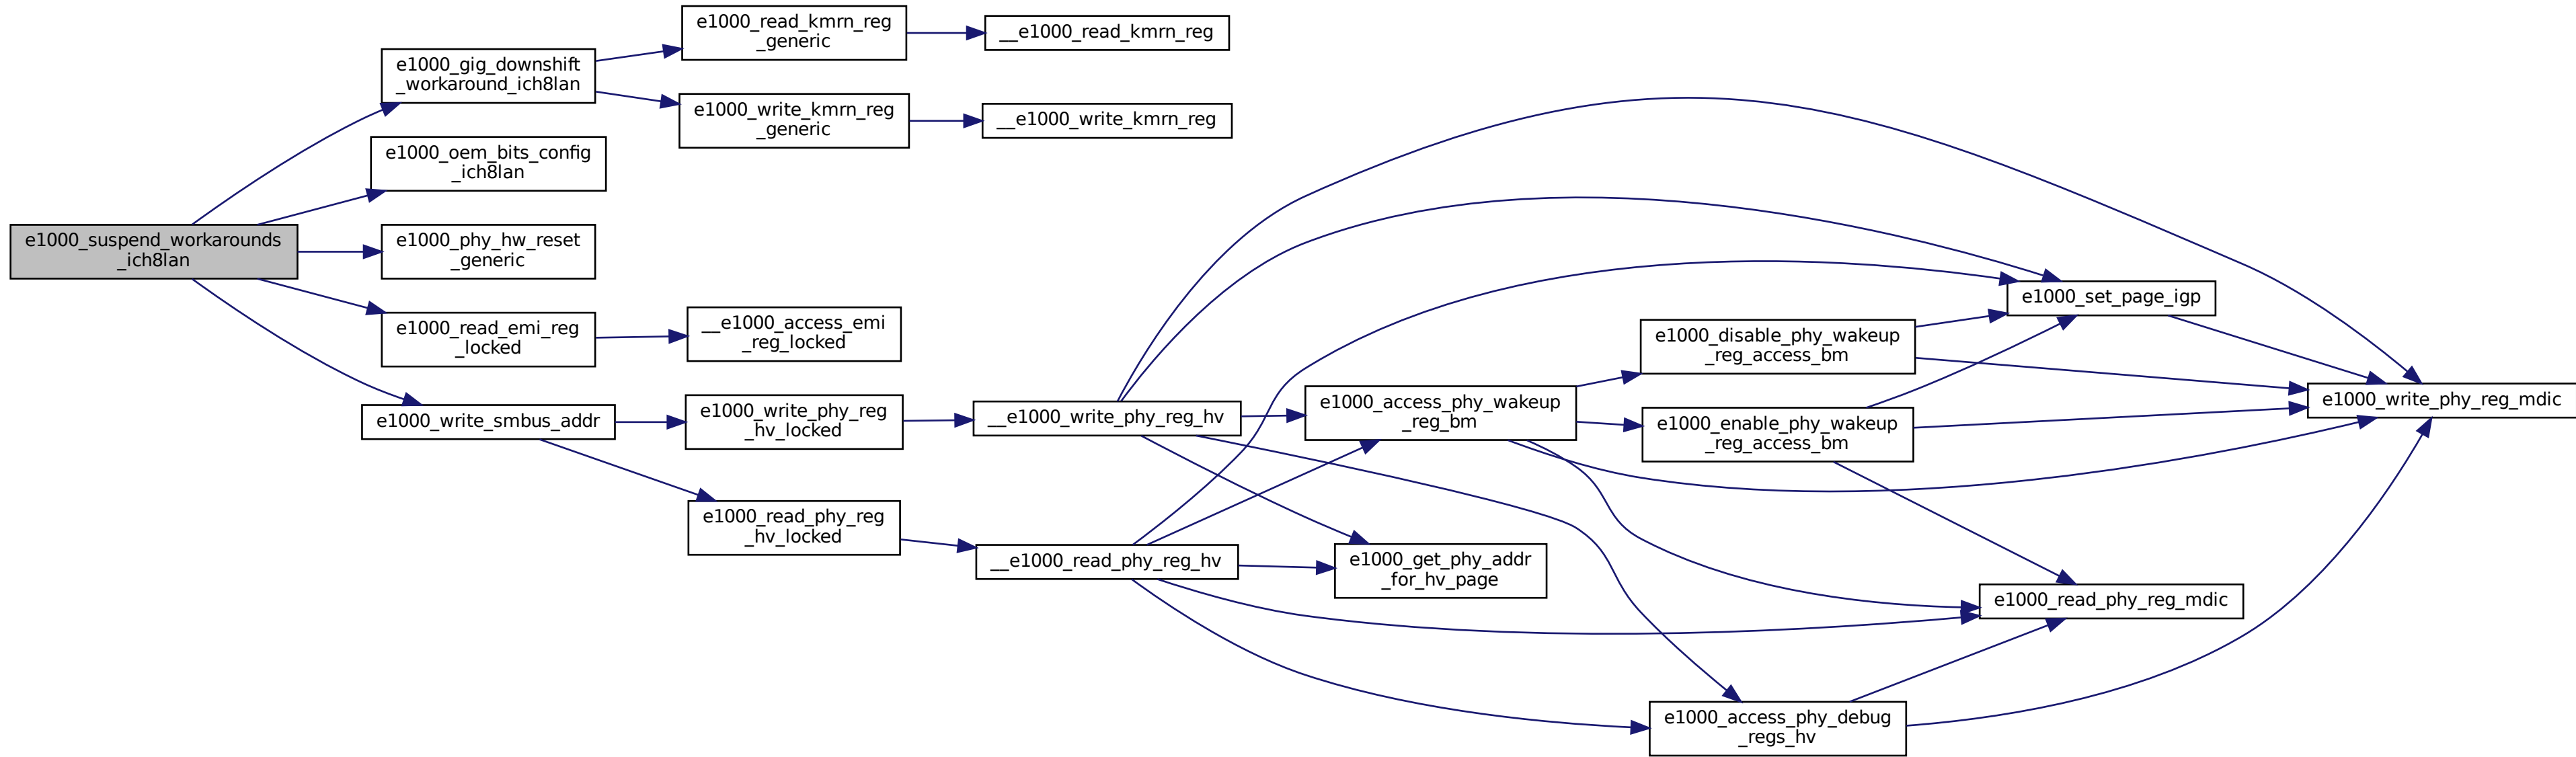 e1000_suspend_workarounds
_ich8lan
e1000_gig_downshift
_workaround_ich8lan
e1000_oem_bits_config
_ich8lan
e1000_phy_hw_reset
_generic
e1000_read_emi_reg
_locked
e1000_write_smbus_addr
e1000_read_kmrn_reg
_generic
e1000_write_kmrn_reg
_generic
__e1000_access_emi
_reg_locked
e1000_write_phy_reg
_hv_locked
e1000_read_phy_reg
_hv_locked
__e1000_read_kmrn_reg
__e1000_write_kmrn_reg
__e1000_write_phy_reg_hv
__e1000_read_phy_reg_hv
e1000_access_phy_wakeup
_reg_bm
e1000_get_phy_addr
_for_hv_page
e1000_disable_phy_wakeup
_reg_access_bm
e1000_enable_phy_wakeup
_reg_access_bm
e1000_access_phy_debug
_regs_hv
e1000_set_page_igp
e1000_read_phy_reg_mdic
e1000_write_phy_reg_mdic